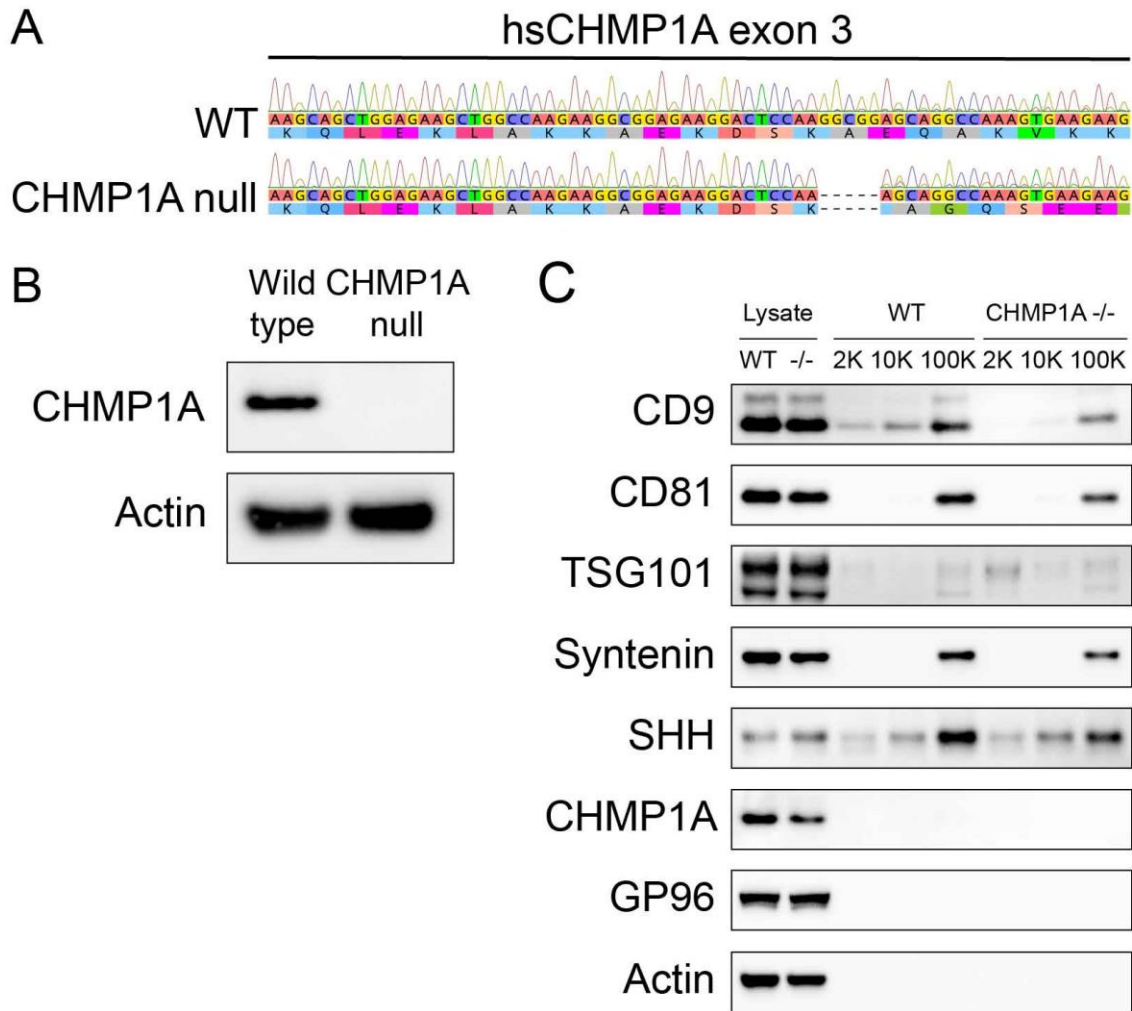 A
hsCHMP1A exon 3
WT
AAGCAGCTGGAGAAGCTGGCCAAGAAGGCGGAGAAGGACTCCAAGGCGGAGCAGGCCAAAGTGAAGAAG
K Q L E K L A K K A E K D S K A E Q A K V K K
CHMP1A null
AAGCAGCTGGAGAAGCTGGCCAAGAAGGCGGAGAAGGACTCCAA-----AGCAGGCCAAAGTGAAGAAG
K Q L E K L A K K A E K D S K A G Q S E E
B
Wild type
CHMP1A null
CHMP1A
Actin
C
Lysate WT CHMP1A -/-
WT -/- 2K 10K 100K 2K 10K 100K
CD9
CD81
TSG101
Syntenin
SHH
CHMP1A
GP96
Actin